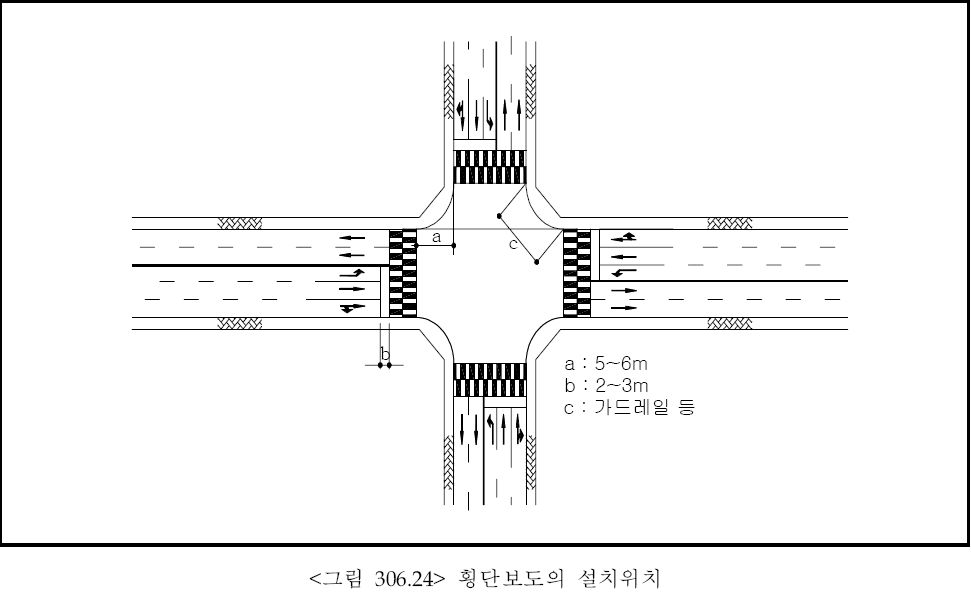 a
c
b
a : 5~6m
b : 2~3m
c : 가드레일 등
<그림 306.24> 횡단보도의 설치위치